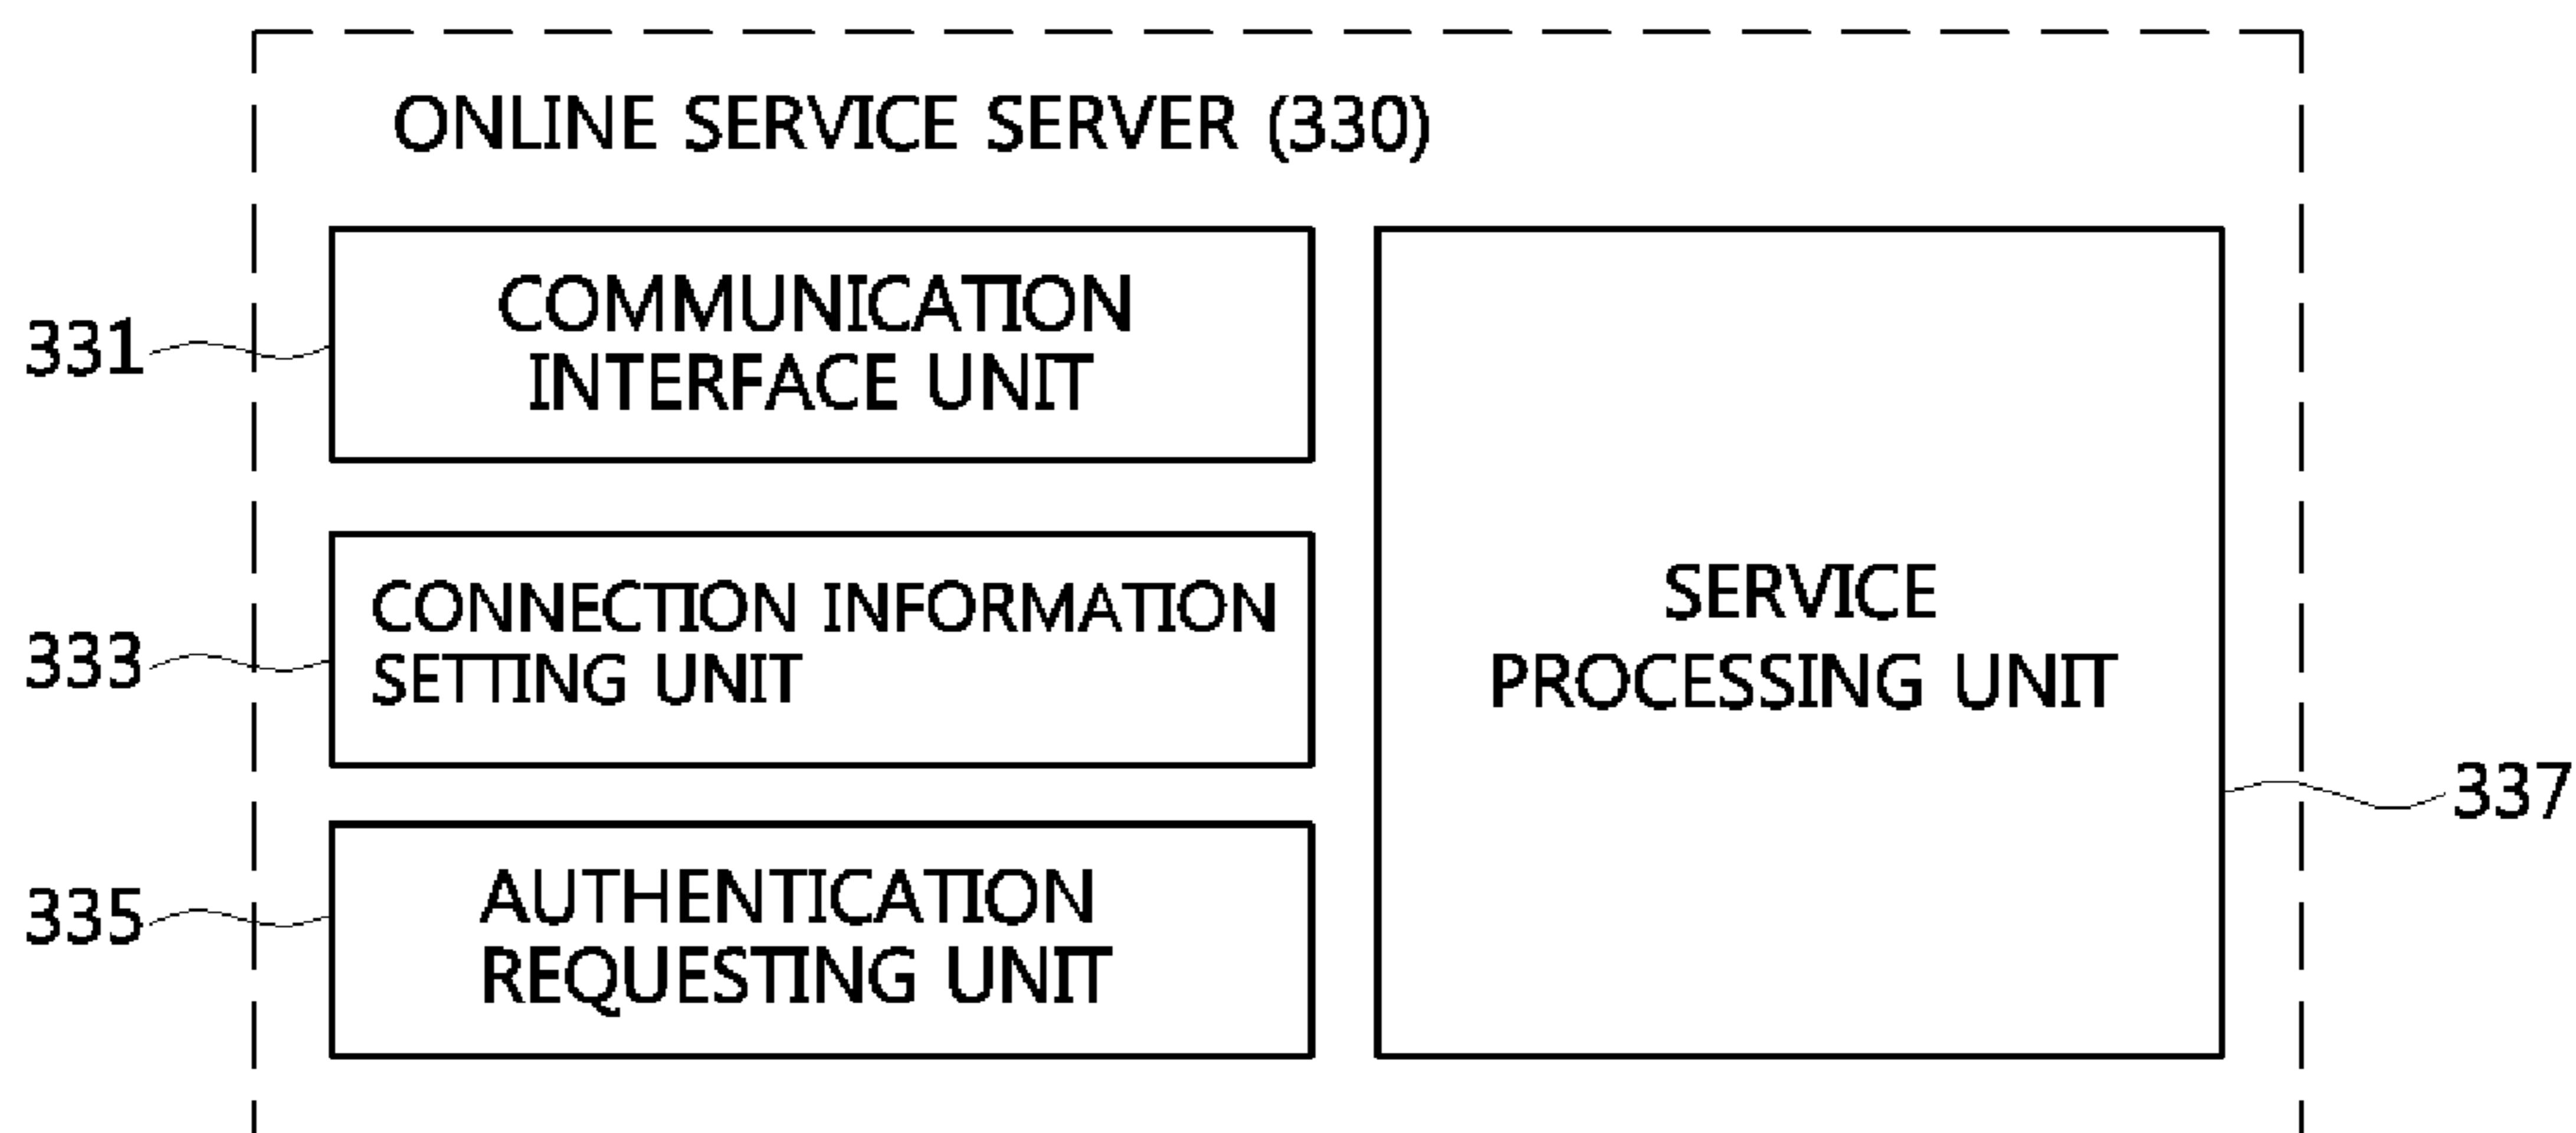 ONLINE SERVICE SERVER (330)
331
COMMUNICATION
INTERFACE UNIT
333
CONNECTION INFORMATION
SETTING UNIT
335
AUTHENTICATION
REQUESTING UNIT
SERVICE
PROCESSING UNIT
337